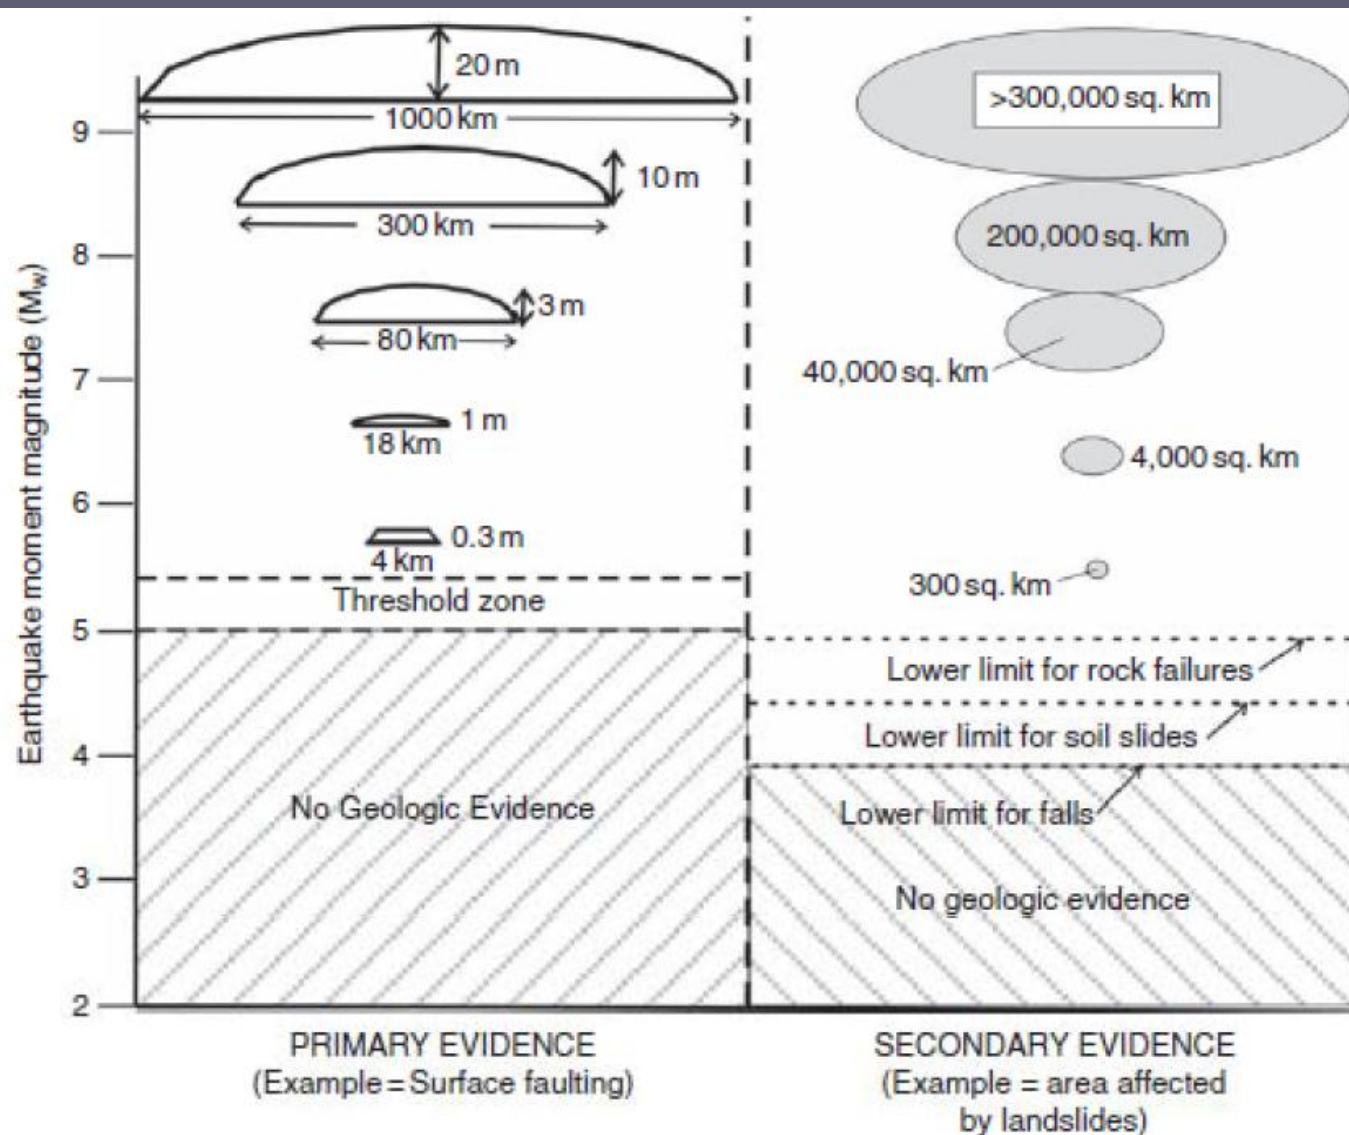 Earthquake moment magnitude (Mw)
9
8
7
6
5
4
3
2
20 m
1000 km
10 m
300 km
3 m
80 km
1 m
18 km
0.3 m
4 km
Threshold zone
No Geologic Evidence
PRIMARY EVIDENCE
(Example = Surface faulting)
>300,000 sq. km
200,000 sq. km
40,000 sq. km
4,000 sq. km
300 sq. km
Lower limit for rock failures
Lower limit for soil slides
Lower limit for falls
No geologic evidence
SECONDARY EVIDENCE
(Example = area affected
by landslides)